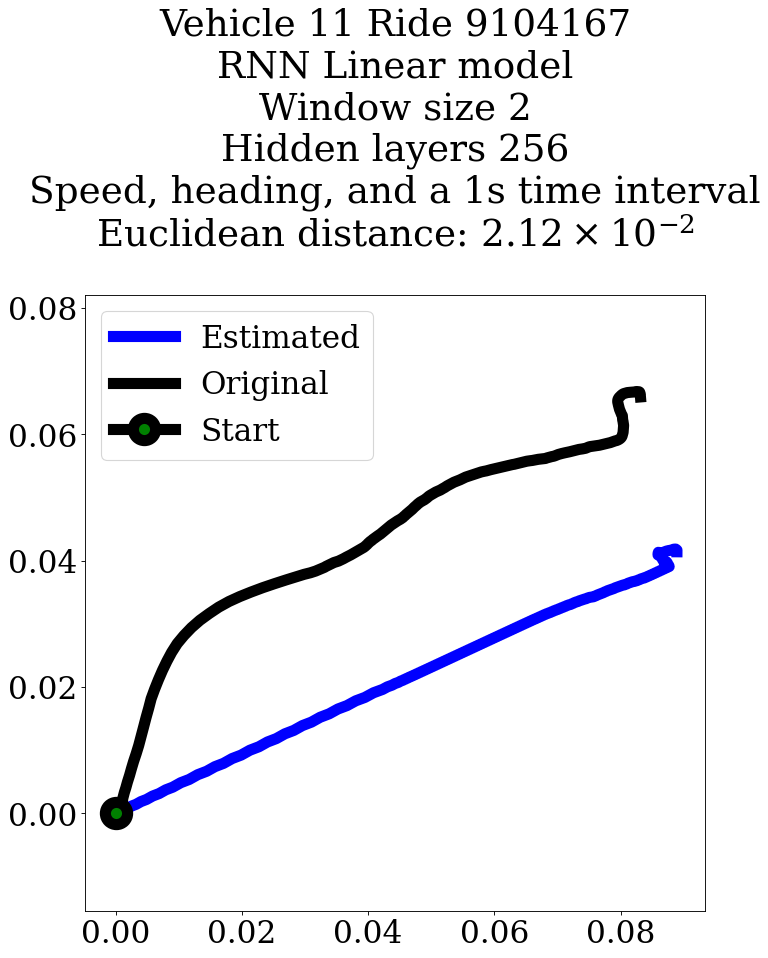 Vehicle 11 Ride 9104167
RNN Linear model
Window size 2
Hidden layers 256
Speed, heading, and a 1s time interval
Euclidean distance: 2.12 × 10⁻²
0.08
Estimated
Original
Start
0.06
0.04
0.02
0.00
0.00 0.02 0.04 0.06 0.08